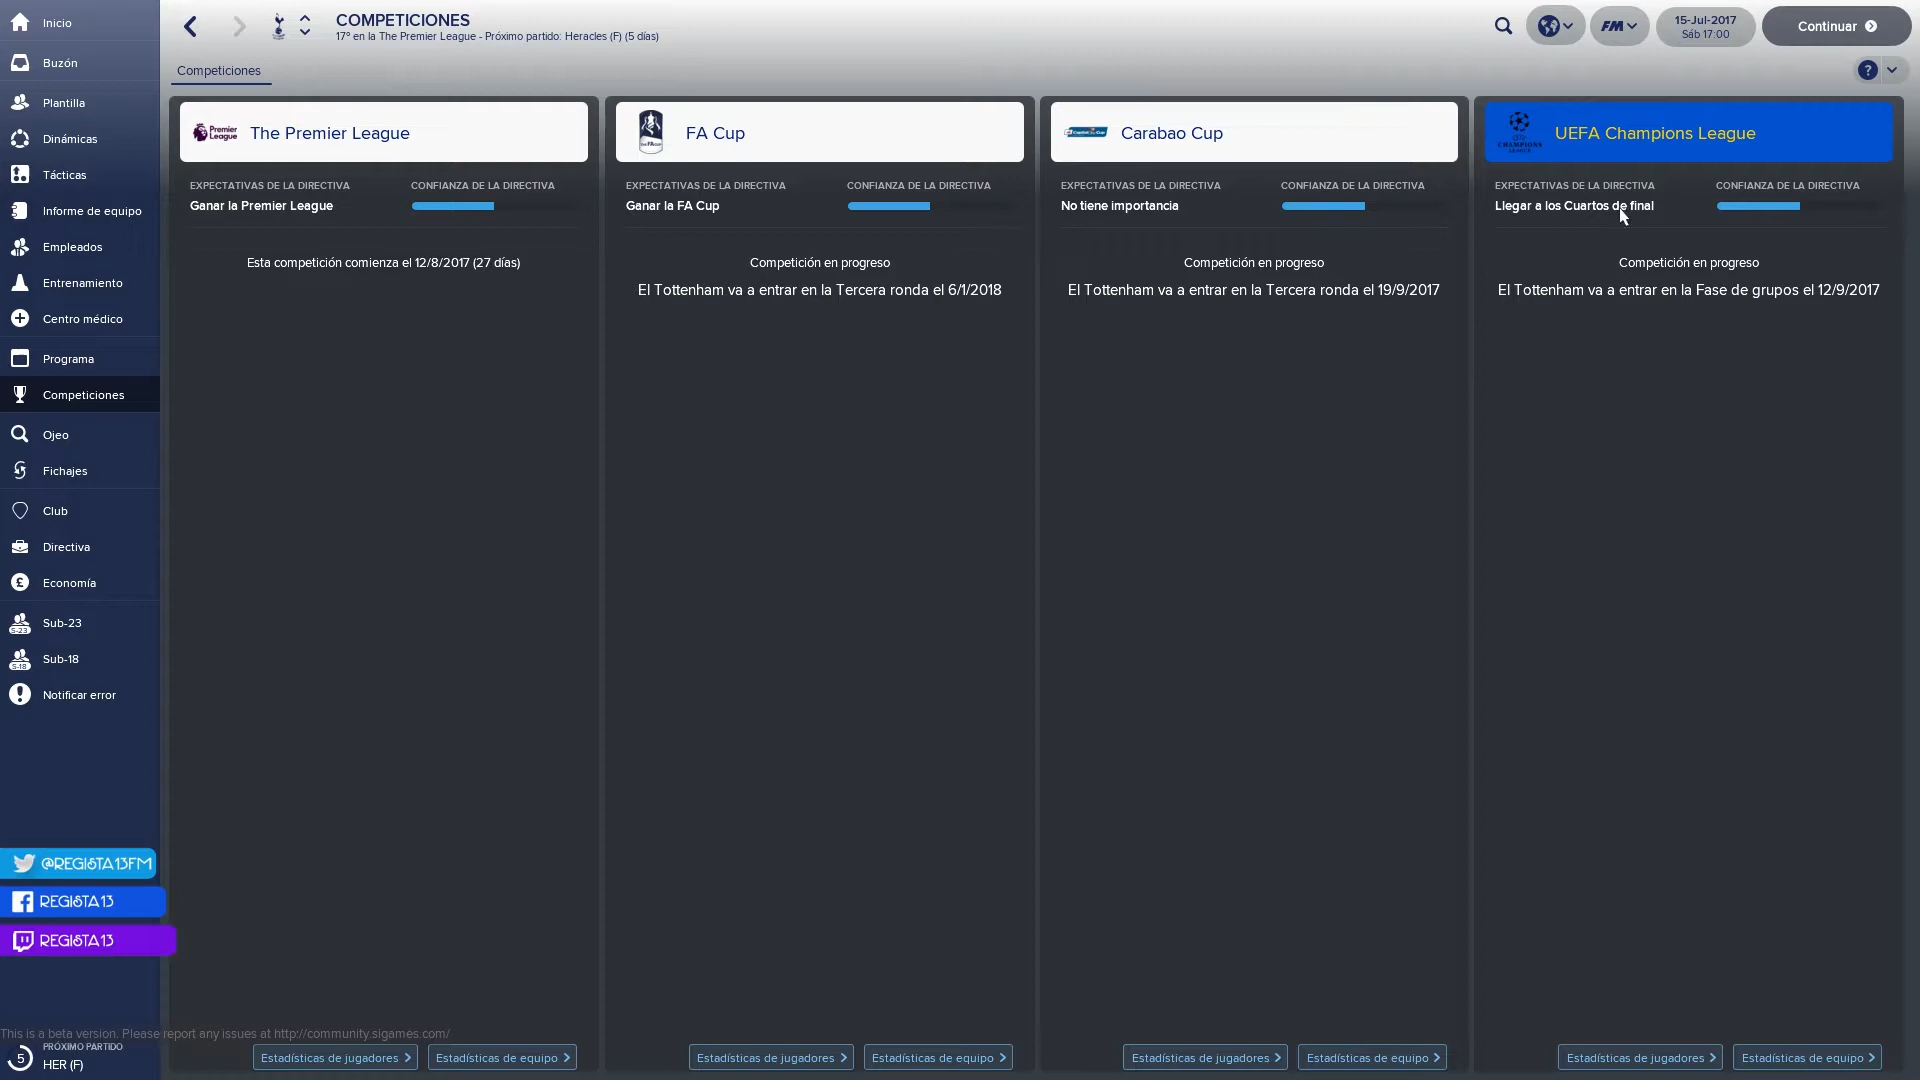 Inicio
Buzón
Plantilla
Dinámicas
Tácticas
Informe de equipo
Empleados
Entrenamiento
Centro médico
Programa
Competiciones
Ojeo
Fichajes
Club
Directiva
Economía
Sub-23
Sub-18
Notificar error
@REGISTA13FM
REGISTA13
REGISTA13
This is a beta version. Please report any issues at http://community.sigames.com/
5
PRÓXIMO PARTIDO
HER (F)
COMPETICIONES
17º en la The Premier League - Próximo partido: Heracles (F) (5 días)
FM
15-Jul-2017
Sáb 17:00
Continuar
Competiciones
?
Premier League
The Premier League
EXPECTATIVAS DE LA DIRECTIVA
CONFIANZA DE LA DIRECTIVA
Ganar la Premier League
Esta competición comienza el 12/8/2017 (27 días)
Estadísticas de jugadores
Estadísticas de equipo
THE FA CUP
FA Cup
EXPECTATIVAS DE LA DIRECTIVA
CONFIANZA DE LA DIRECTIVA
Ganar la FA Cup
Competición en progreso
El Tottenham va a entrar en la Tercera ronda el 6/1/2018
Estadísticas de jugadores
Estadísticas de equipo
Carabao Cup
EXPECTATIVAS DE LA DIRECTIVA
CONFIANZA DE LA DIRECTIVA
No tiene importancia
Competición en progreso
El Tottenham va a entrar en la Tercera ronda el 19/9/2017
Estadísticas de jugadores
Estadísticas de equipo
CHAMPIONS
LEAGUE
UEFA Champions League
EXPECTATIVAS DE LA DIRECTIVA
CONFIANZA DE LA DIRECTIVA
Llegar a los Cuartos de final
Competición en progreso
El Tottenham va a entrar en la Fase de grupos el 12/9/2017
Estadísticas de jugadores
Estadísticas de equipo